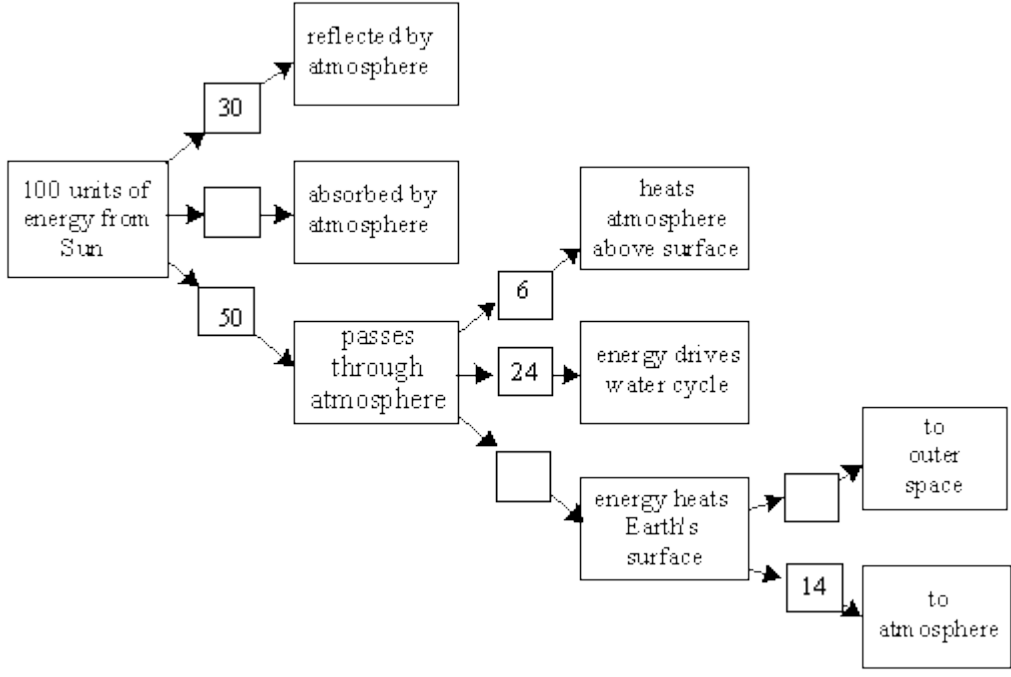 reflected by
atmosphere
30
100 units of
energy from
Sun
absorbed by
atmosphere
50
passes
through
atmosphere
heats
atmosphere
above surface
6
24
energy drives
water cycle
energy heats
Earth's
surface
to
outer
space
14
to
atmosphere